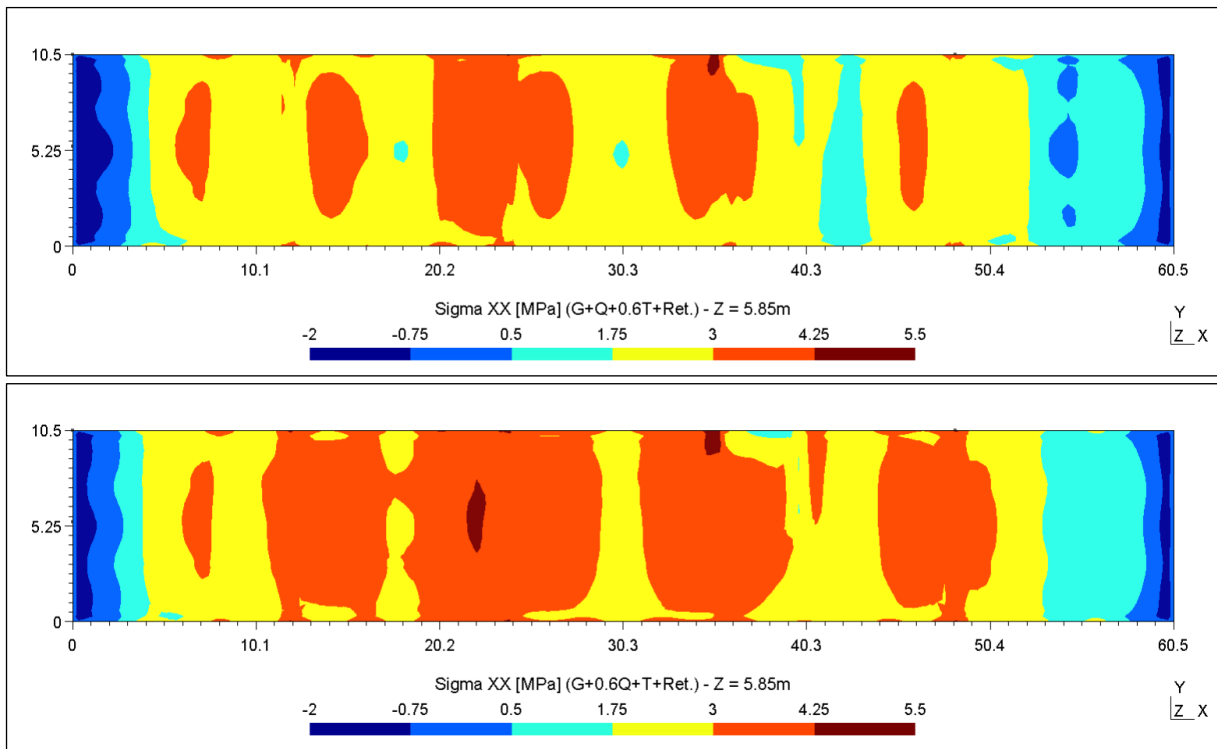 10.5
5.25
0
0 10.1 20.2 30.3 40.3 50.4 60.5
Sigma XX [MPa] (G+Q+0.6T+Ret.) - Z = 5.85m
-2 -0.75 0.5 1.75 3 4.25 5.5
Y
Z X
10.5
5.25
0
0 10.1 20.2 30.3 40.3 50.4 60.5
Sigma XX [MPa] (G+0.6Q+T+Ret.) - Z = 5.85m
-2 -0.75 0.5 1.75 3 4.25 5.5
Y
Z X